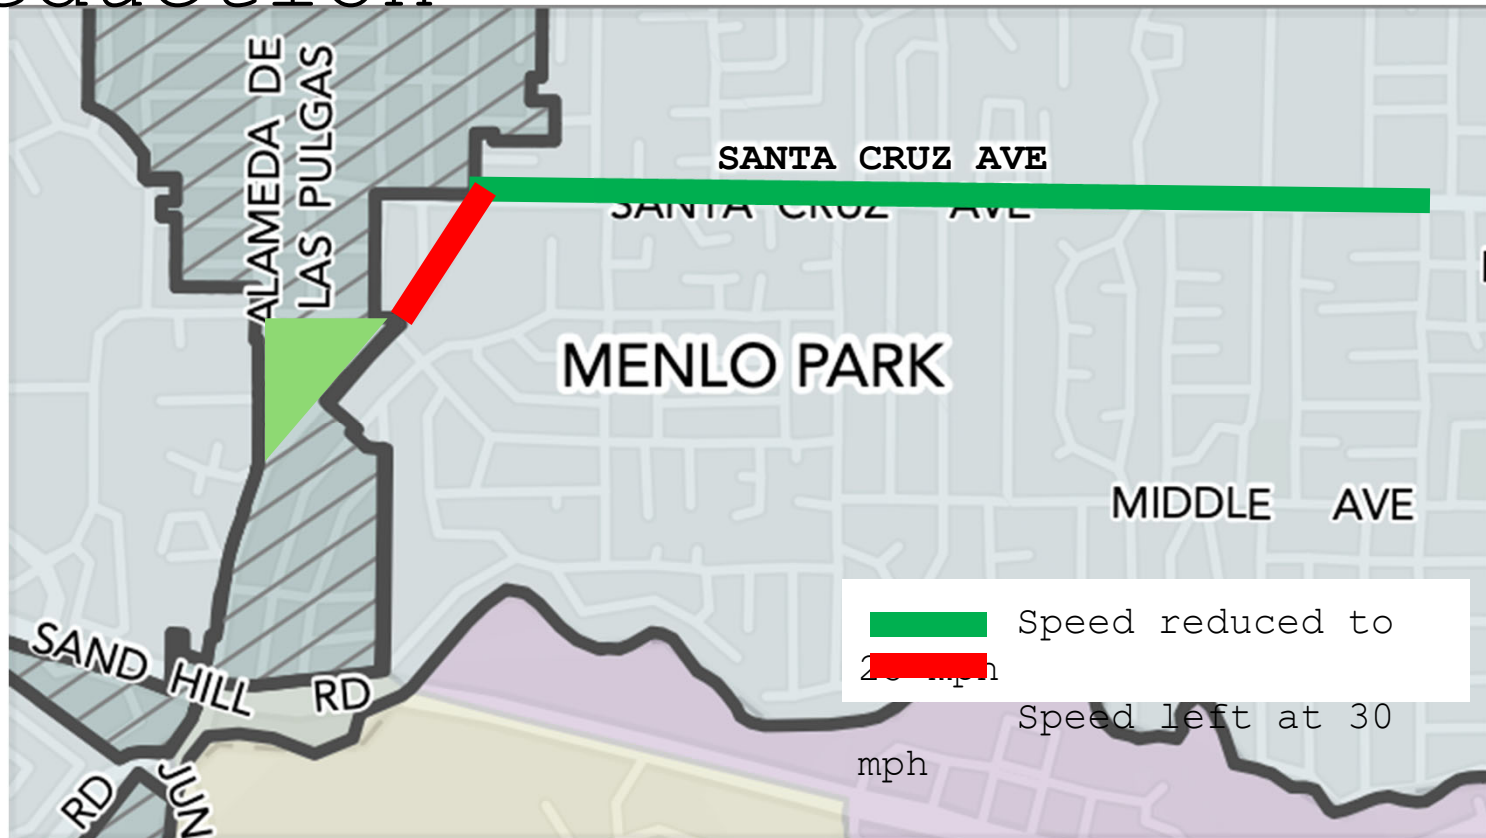 ALAMEDA DE
LAS PULGAS
SANTA CRUZ AVE
SANTA CRUZ AVE
MENLO PARK
MIDDLE AVE
Speed reduced to
mph
Speed left at 30
mph
SAND HILL RD
RD
JUN